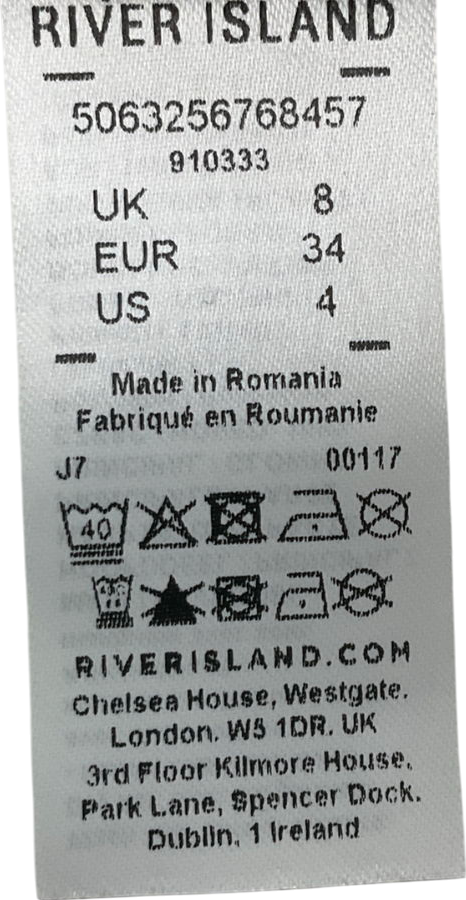 RIVER ISLAND
5063256768457
910333
UK 8
EUR 34
US 4
Made in Romania
Fabriqué en Roumanie
J7 00117
40
RIVERISLAND.COM
Chelsea House, Westgate.
London. W5 1DR. UK
3rd Floor Kilmore House,
Park Lane, Spencer Dock.
Dublin, 1 Ireland